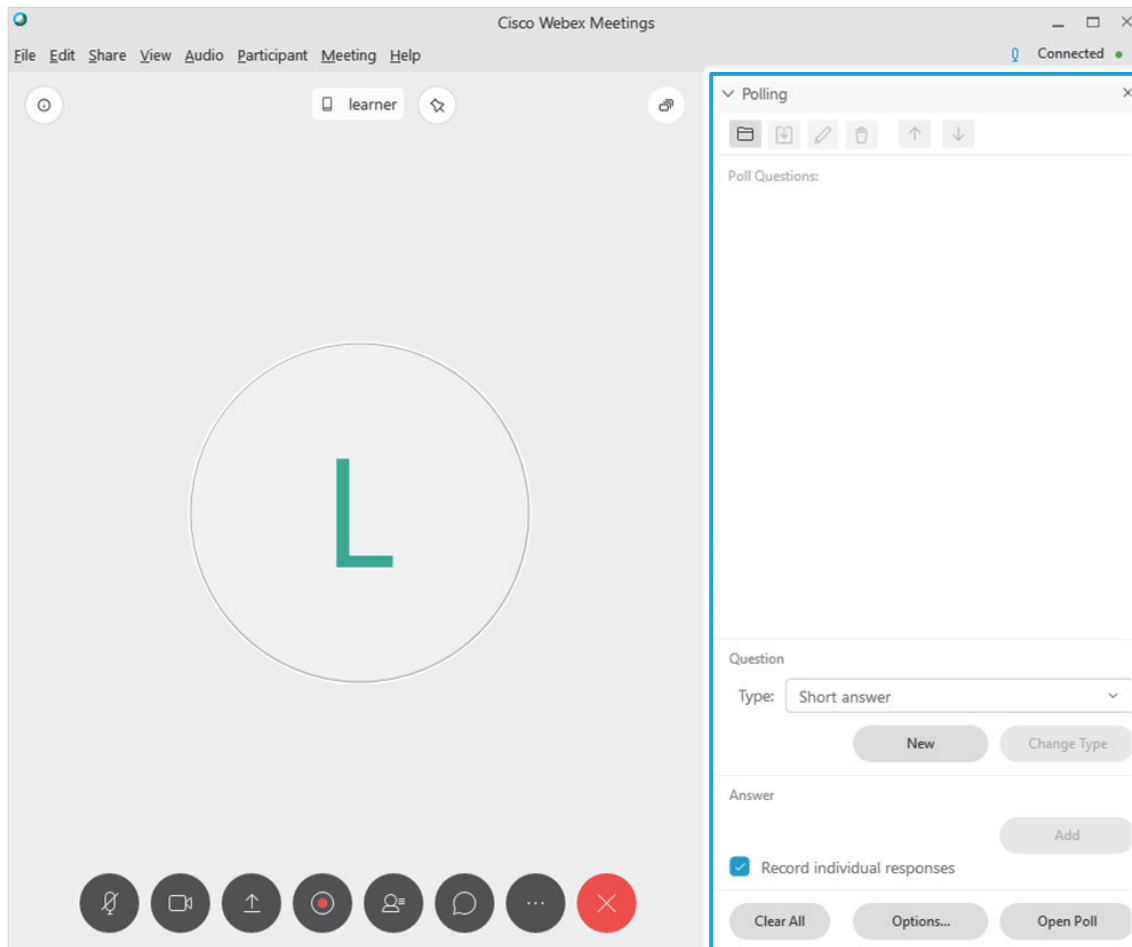 Cisco Webex Meetings
File Edit Share View Audio Participant Meeting Help
Connected
learner
L
Polling
Poll Questions:
Question
Type: Short answer
New Change Type
Answer
Add
Record individual responses
Clear All Options... Open Poll